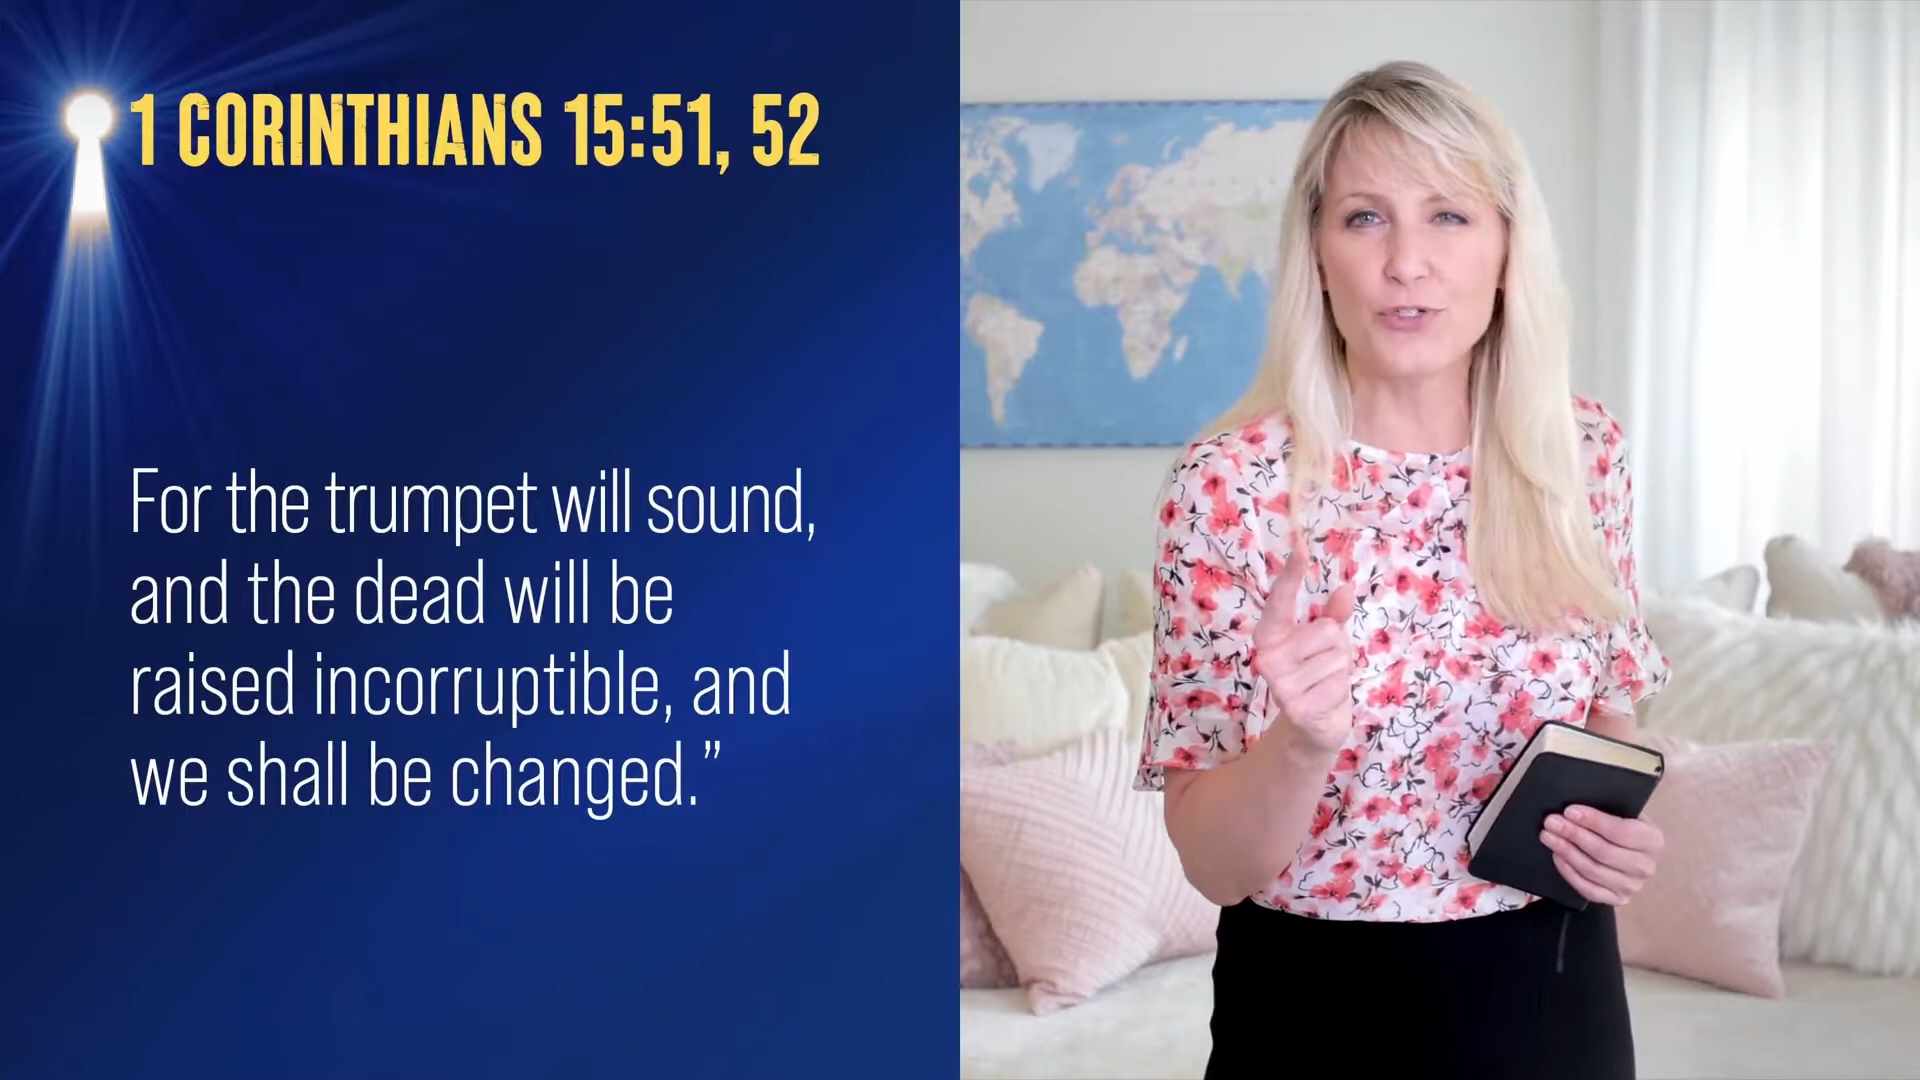 1 CORINTHIANS 15:51, 52
For the trumpet will sound,
and the dead will be
raised incorruptible, and
we shall be changed.”